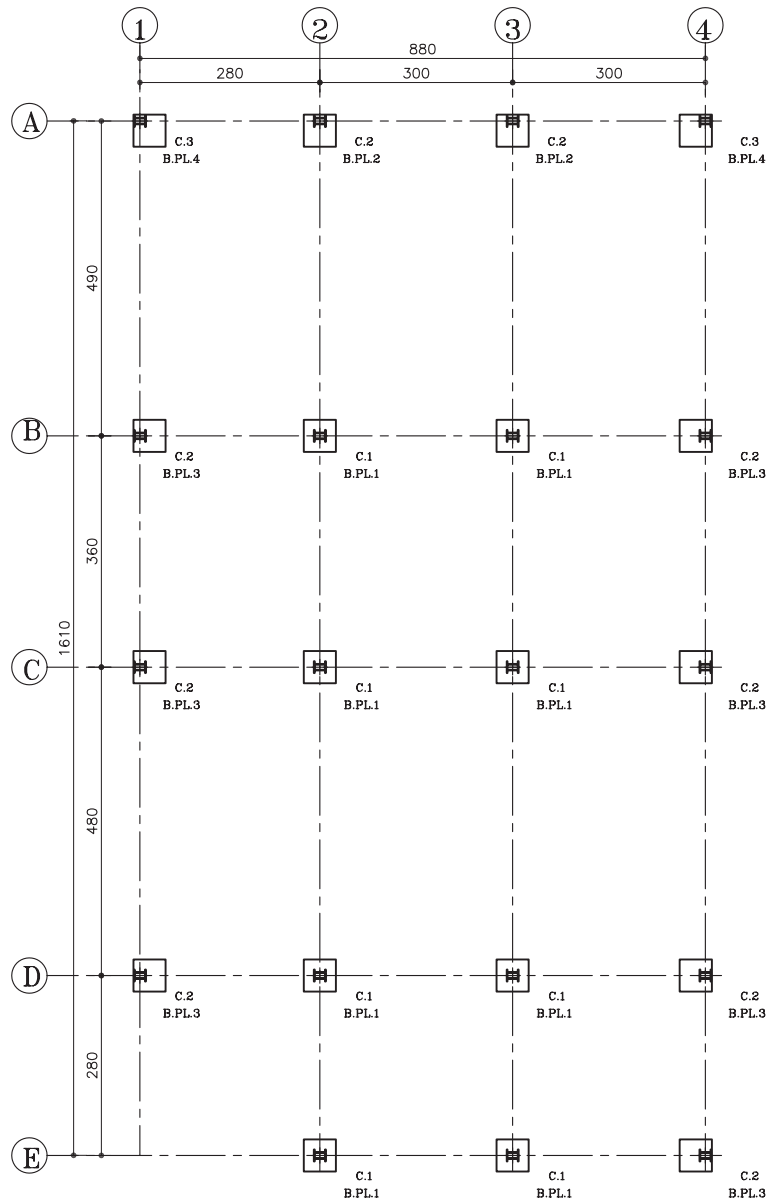 1 2 3 4
880
280 300 300
A
C.3 C.2 C.2 C.3
B.PL.4 B.PL.2 B.PL.2 B.PL.4
490
B
C.2 C.1 C.1 C.2
B.PL.3 B.PL.1 B.PL.1 B.PL.3
360
1610
C
C.2 C.1 C.1 C.2
B.PL.3 B.PL.1 B.PL.1 B.PL.3
480
D
C.2 C.1 C.1 C.2
B.PL.3 B.PL.1 B.PL.1 B.PL.3
280
E
C.1 C.1 C.2
B.PL.1 B.PL.1 B.PL.3